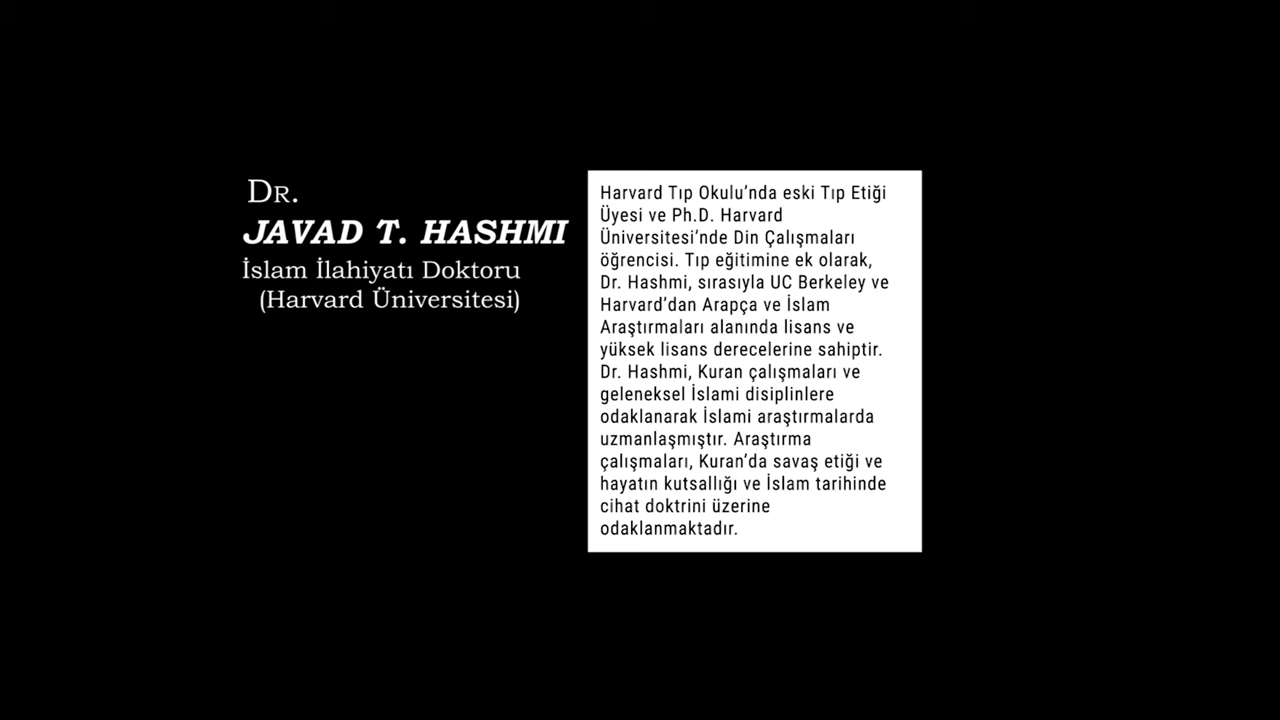 DR.
JAVAD T. HASHMI
İslam İlahiyatı Doktoru
(Harvard Üniversitesi)
Harvard Tıp Okulu'nda eski Tıp Etiği
Üyesi ve Ph.D. Harvard
Üniversitesi'nde Din Çalışmaları
öğrencisi. Tıp eğitimine ek olarak,
Dr. Hashmi, sırasıyla UC Berkeley ve
Harvard'dan Arapça ve İslam
Araştırmaları alanında lisans ve
yüksek lisans derecelerine sahiptir.
Dr. Hashmi, Kuran çalışmaları ve
geleneksel İslami disiplinlere
odaklanarak İslami araştırmalarda
uzmanlaşmıştır. Araştırma
çalışmaları, Kuran'da savaş etiği ve
hayatın kutsallığı ve İslam tarihinde
cihat doktrini üzerine
odaklanmaktadır.